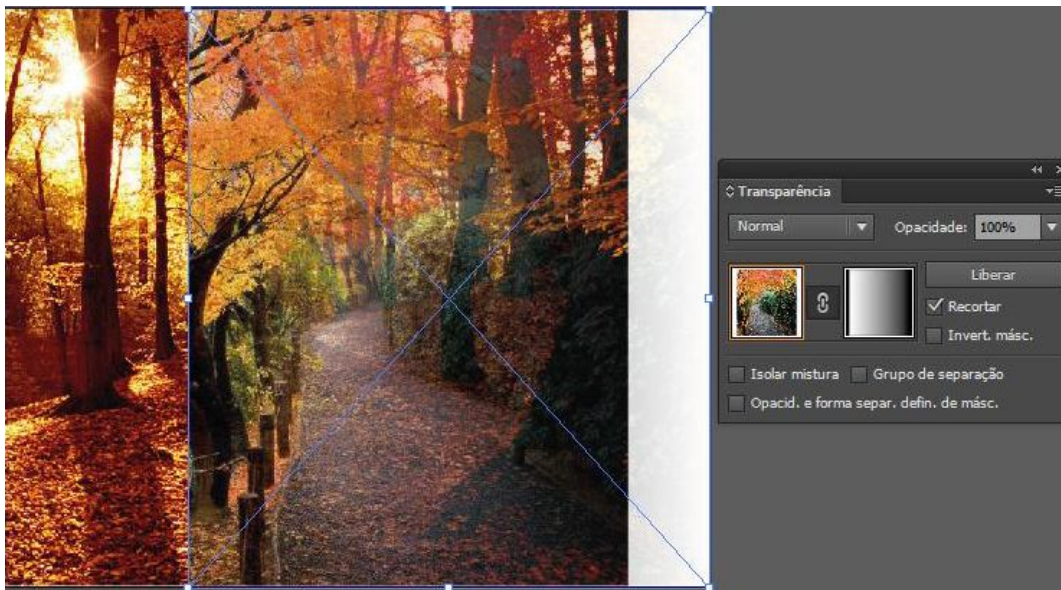 Transparência
Normal Opacidade: 100%
Liberar
Recortar
Invert. másc.
Isolar mistura Grupo de separação
Opacid. e forma separ. defin. de másc.